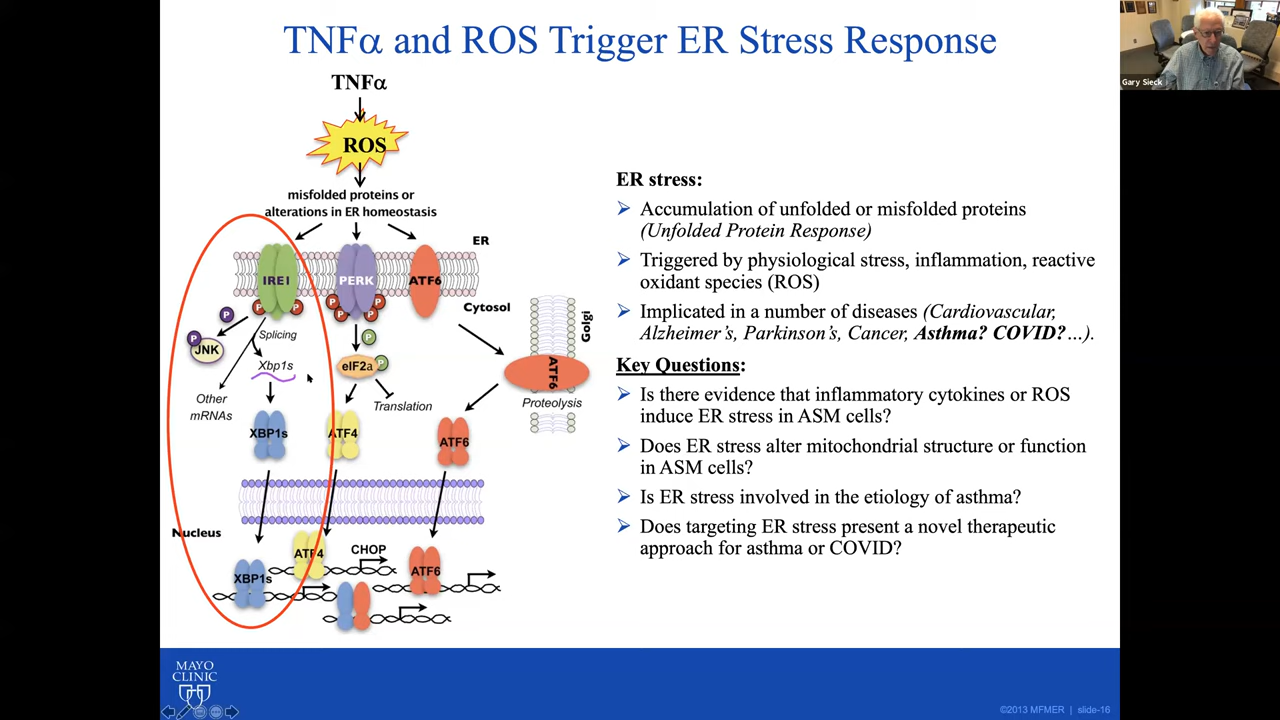 TNFα and ROS Trigger ER Stress Response
Gary Sieck
TNFα
ROS
misfolded proteins or
alterations in ER homeostasis
ER
IRE1
PERK
ATF6
P
P
P
P
P
P
Cytosol
Golgi
P
P
JNK
Splicing
Xbp1s
Other
mRNAs
P
eIF2a
P
Translation
ATF6
Proteolysis
XBP1s
ATF4
ATF6
Nucleus
XBP1s
ATF4
CHOP
ATF6
ER stress:
Accumulation of unfolded or misfolded proteins
(Unfolded Protein Response)
Triggered by physiological stress, inflammation, reactive
oxidant species (ROS)
Implicated in a number of diseases (Cardiovascular,
Alzheimer's, Parkinson's, Cancer, Asthma? COVID?…).
Key Questions:
Is there evidence that inflammatory cytokines or ROS
induce ER stress in ASM cells?
Does ER stress alter mitochondrial structure or function
in ASM cells?
Is ER stress involved in the etiology of asthma?
Does targeting ER stress present a novel therapeutic
approach for asthma or COVID?
MAYO
CLINIC
©2013 MFMER | slide-16